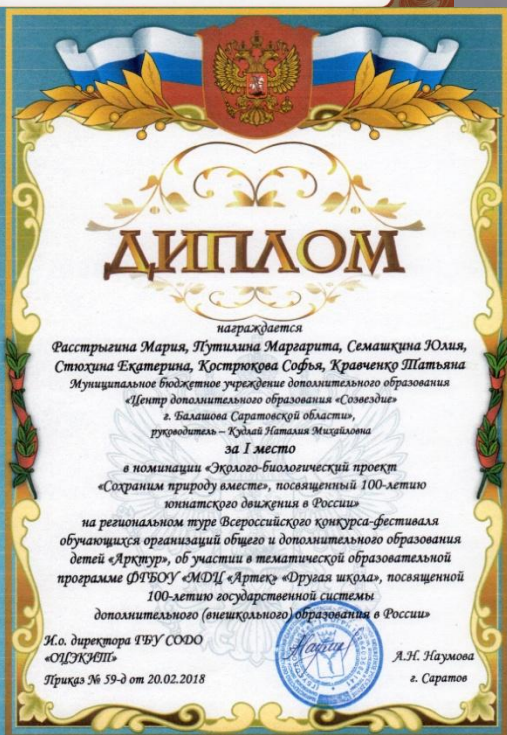 ДИПЛОМ
награждается
Расстрыгина Мария, Путилина Маргарита, Семашкина Юлия,
Стюхина Екатерина, Кострюкова Софья, Кравченко Татьяна
Муниципальное бюджетное учреждение дополнительного образования
«Центр дополнительного образования «Созвездие»
г. Балашова Саратовской области»,
руководитель – Кудлай Наталия Михайловна
за I место
в номинации «Эколого-биологический проект
«Сохраним природу вместе», посвященный 100-летию
юннатского движения в России»
на региональном туре Всероссийского конкурса-фестиваля
обучающихся организаций общего и дополнительного образования
детей «Арктур», об участии в тематической образовательной
программе ФГБОУ «МДЦ «Артек» «Другая школа», посвященной
100-летию государственной системы
дополнительного (внешкольного) образования в России»
И.о. директора ГБУ СОДО
«ОЦЭКИТ» А.Н. Наумова
Приказ № 59-д от 20.02.2018 г. Саратов